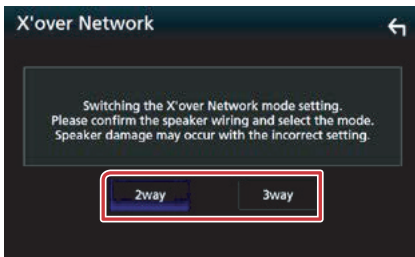 X'over Network
Switching the X'over Network mode setting.
Please confirm the speaker wiring and select the mode.
Speaker damage may occur with the incorrect setting.
2way 3way